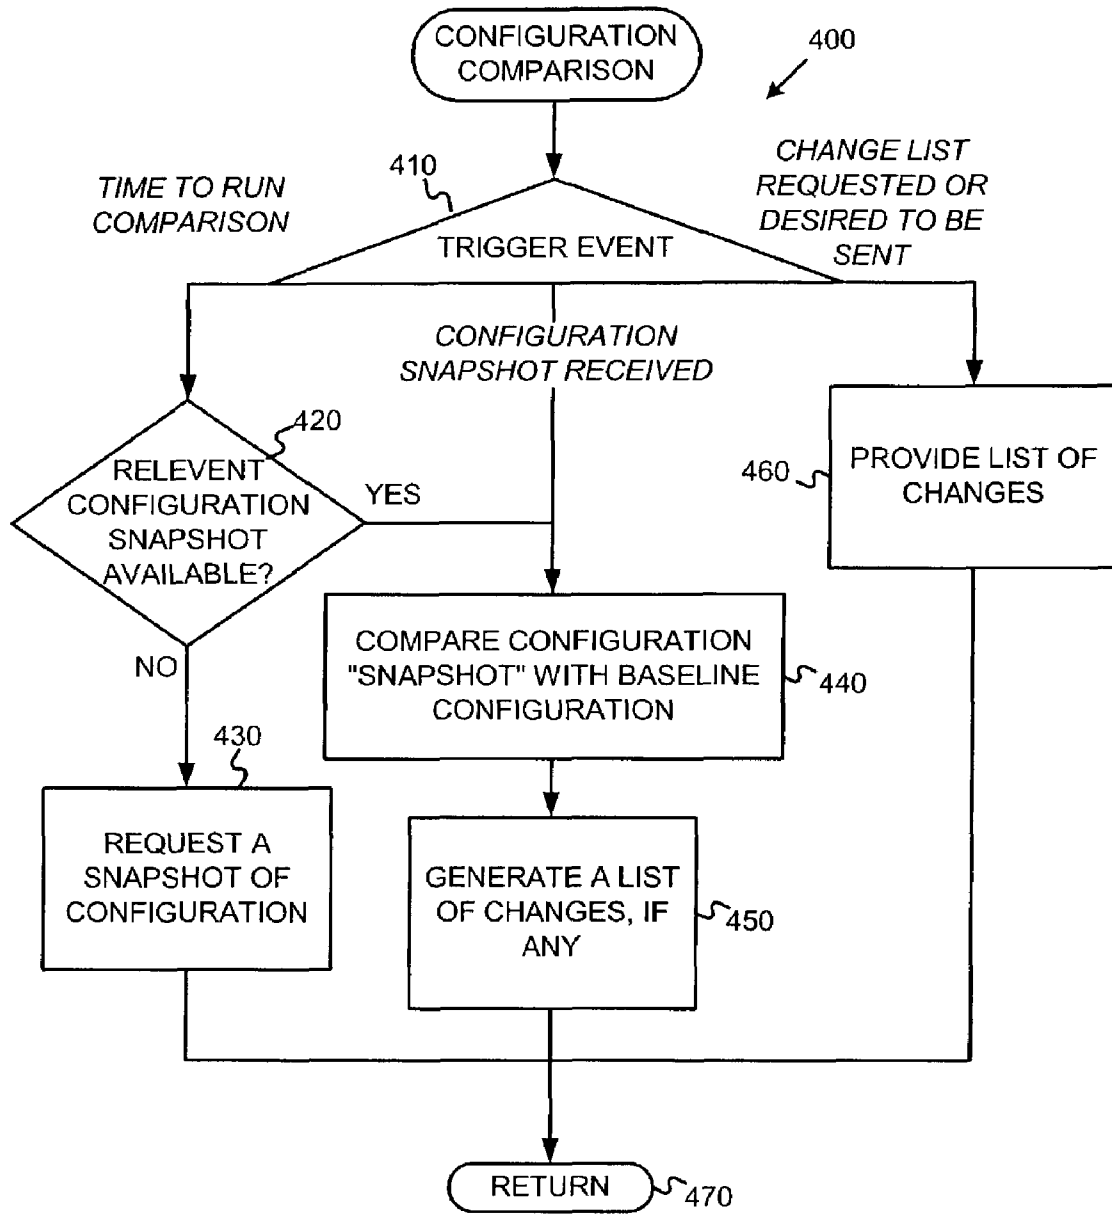 CONFIGURATION
COMPARISON
400
410
TIME TO RUN
COMPARISON
CHANGE LIST
REQUESTED OR
DESIRED TO BE
SENT
TRIGGER EVENT
CONFIGURATION
SNAPSHOT RECEIVED
420
RELEVENT
CONFIGURATION
SNAPSHOT
AVAILABLE?
YES
NO
460
PROVIDE LIST OF
CHANGES
COMPARE CONFIGURATION
"SNAPSHOT" WITH BASELINE
CONFIGURATION
440
430
REQUEST A
SNAPSHOT OF
CONFIGURATION
GENERATE A LIST
OF CHANGES, IF
ANY
450
RETURN
470